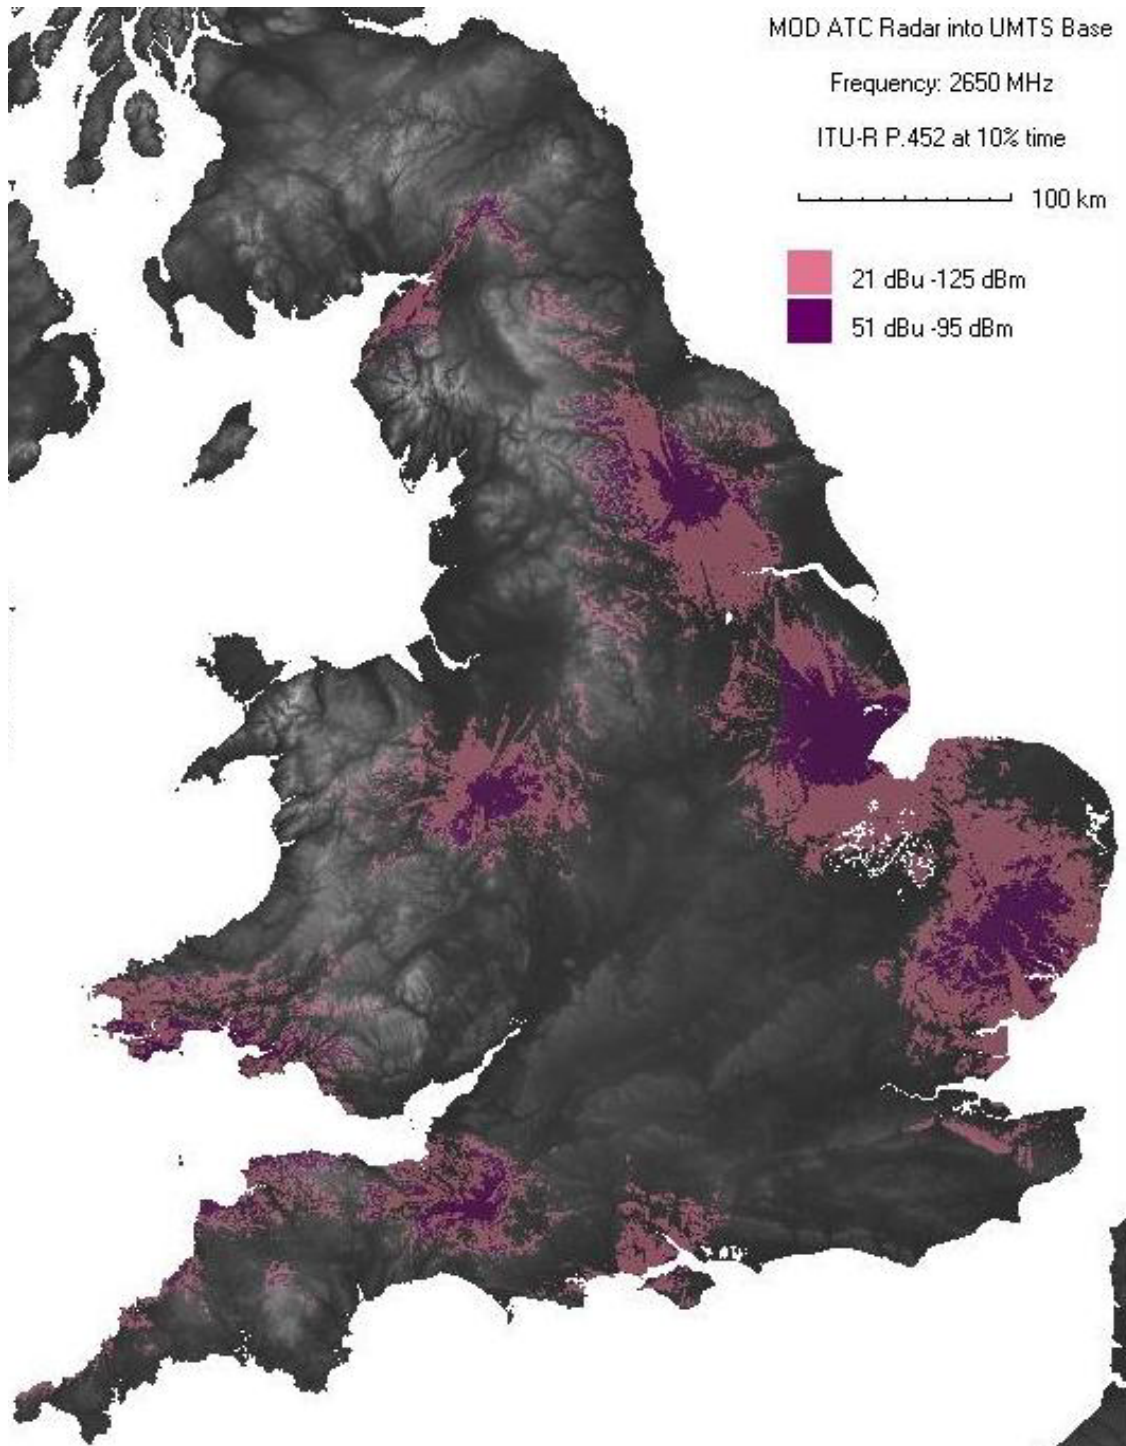 MOD ATC Radar into UMTS Base
Frequency: 2650 MHz
ITU-R P.452 at 10% time
100 km
21 dBu -125 dBm
51 dBu -95 dBm